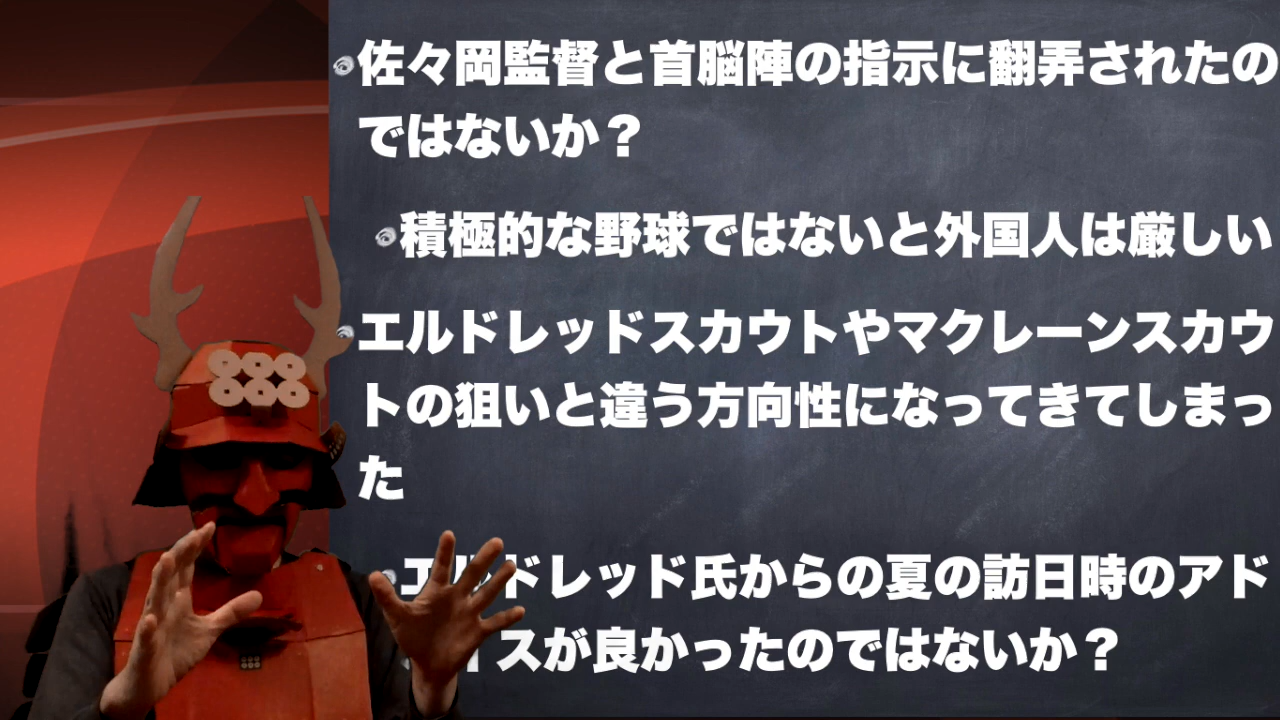 佐々岡監督と首脳陣の指示に翻弄されたの
ではないか？
積極的な野球ではないと外国人は厳しい
エルドレッドスカウトやマクレーンスカウ
トの狙いと違う方向性になってきてしまっ
た
エルドレッド氏からの夏の訪日時のアド
イスが良かったのではないか？